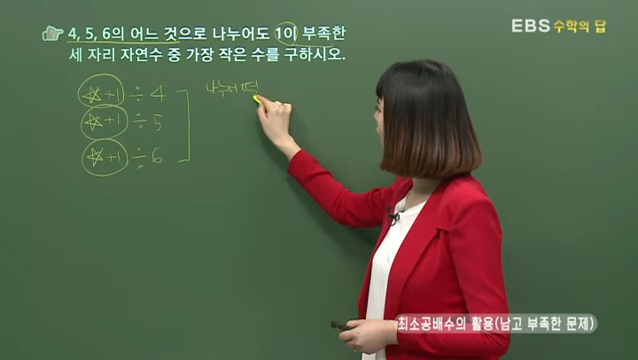 4, 5, 6의 어느 것으로 나누어도 1이 부족한
세 자리 자연수 중 가장 작은 수를 구하시오.
EBS 수학의 답
☆+1 ÷ 4
☆+1 ÷ 5
☆+1 ÷ 6
나누어 떡
최소공배수의 활용(남고 부족한 문제)